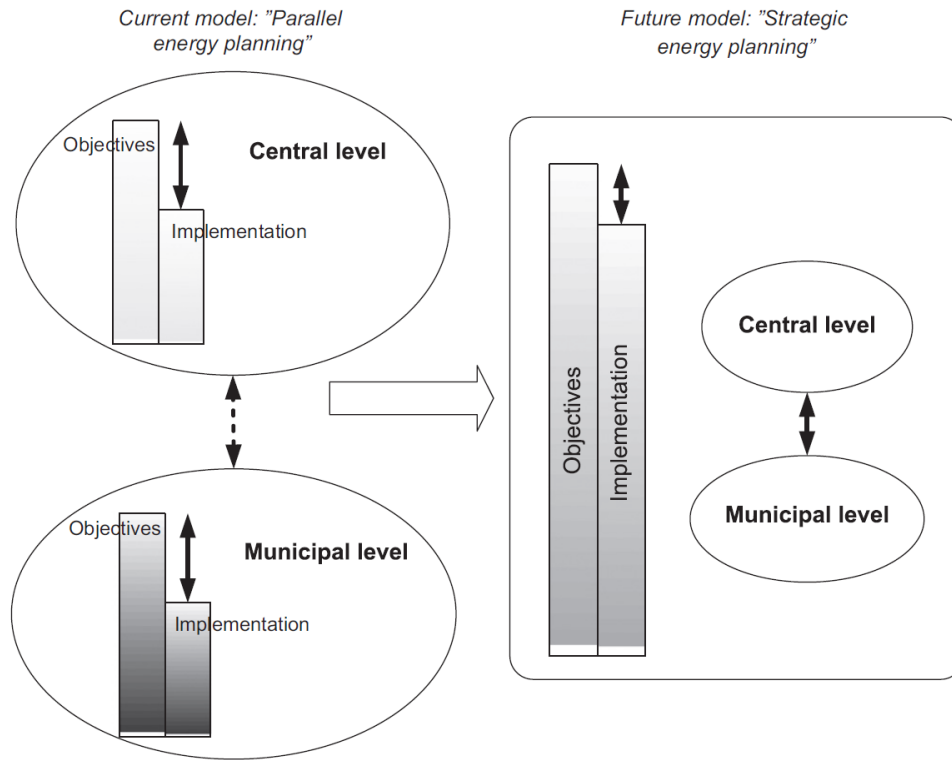 Current model: ”Parallel
energy planning”
Objectives
Central level
Implementation
Objectives
Municipal level
Implementation
Future model: ”Strategic
energy planning”
Objectives
Implementation
Central level
Municipal level